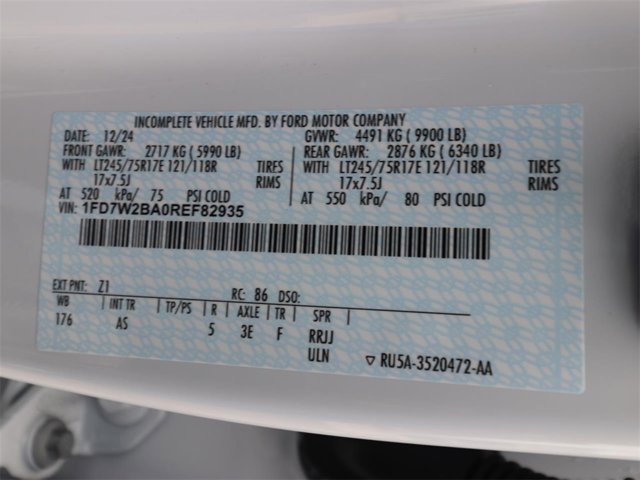 INCOMPLETE VEHICLE MFD. BY FORD MOTOR COMPANY
DATE: 12/24 GVWR: 4491 KG ( 9900 LB)
FRONT GAWR: 2717 KG ( 5990 LB) REAR GAWR: 2876 KG ( 6340 LB)
WITH LT245/75R17E 121/118R TIRES WITH LT245/75R17E 121/118R TIRES
17x7.5J RIMS 17x7.5J RIMS
AT 520 kPa/ 75 PSI COLD AT 550 kPa/ 80 PSI COLD
VIN: 1FD7W2BA0REF82935
EXT PNT: Z1 RC: 86 DSO:
WB INT TR TP/PS R AXLE TR SPR
176 AS 5 3E F RRJJ
ULN ▽ RU5A-3520472-AA